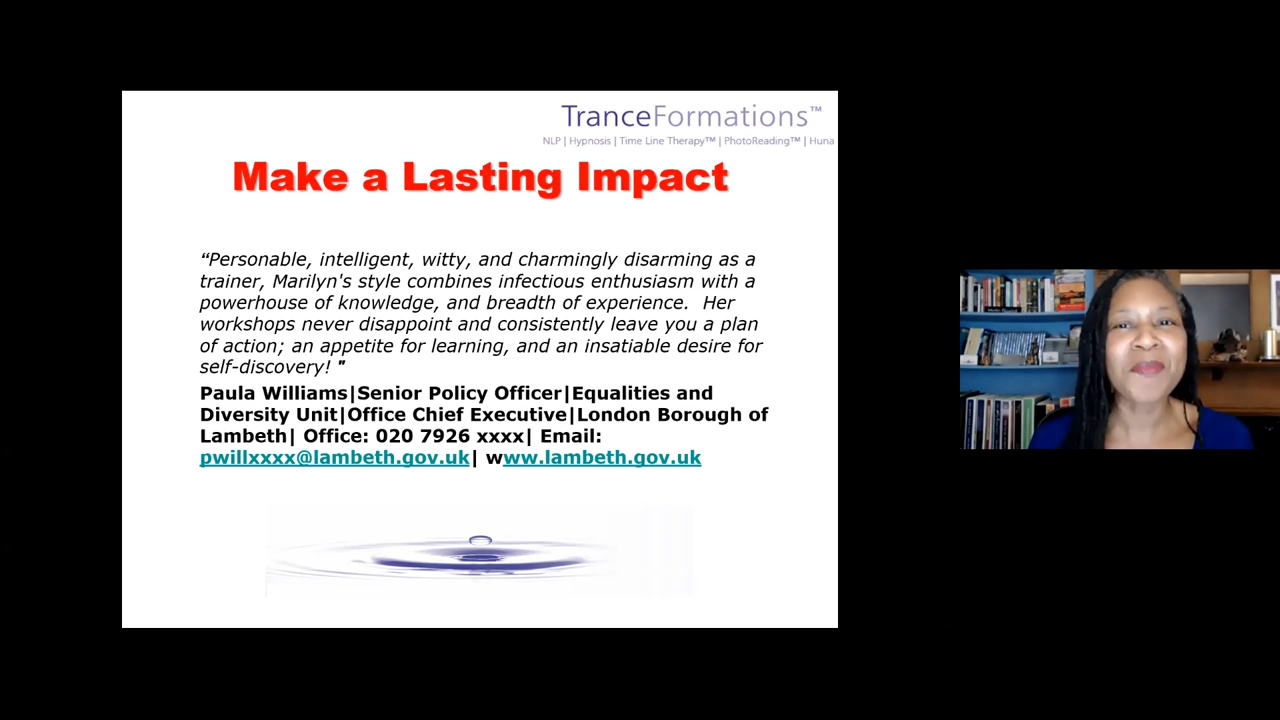 TranceFormations™
NLP | Hypnosis | Time Line Therapy™ | PhotoReading™ | Huna
Make a Lasting Impact
“Personable, intelligent, witty, and charmingly disarming as a
trainer, Marilyn's style combines infectious enthusiasm with a
powerhouse of knowledge, and breadth of experience.  Her
workshops never disappoint and consistently leave you a plan
of action; an appetite for learning, and an insatiable desire for
self-discovery! "
Paula Williams|Senior Policy Officer|Equalities and
Diversity Unit|Office Chief Executive|London Borough of
Lambeth| Office: 020 7926 xxxx| Email:
pwillxxxx@lambeth.gov.uk| www.lambeth.gov.uk